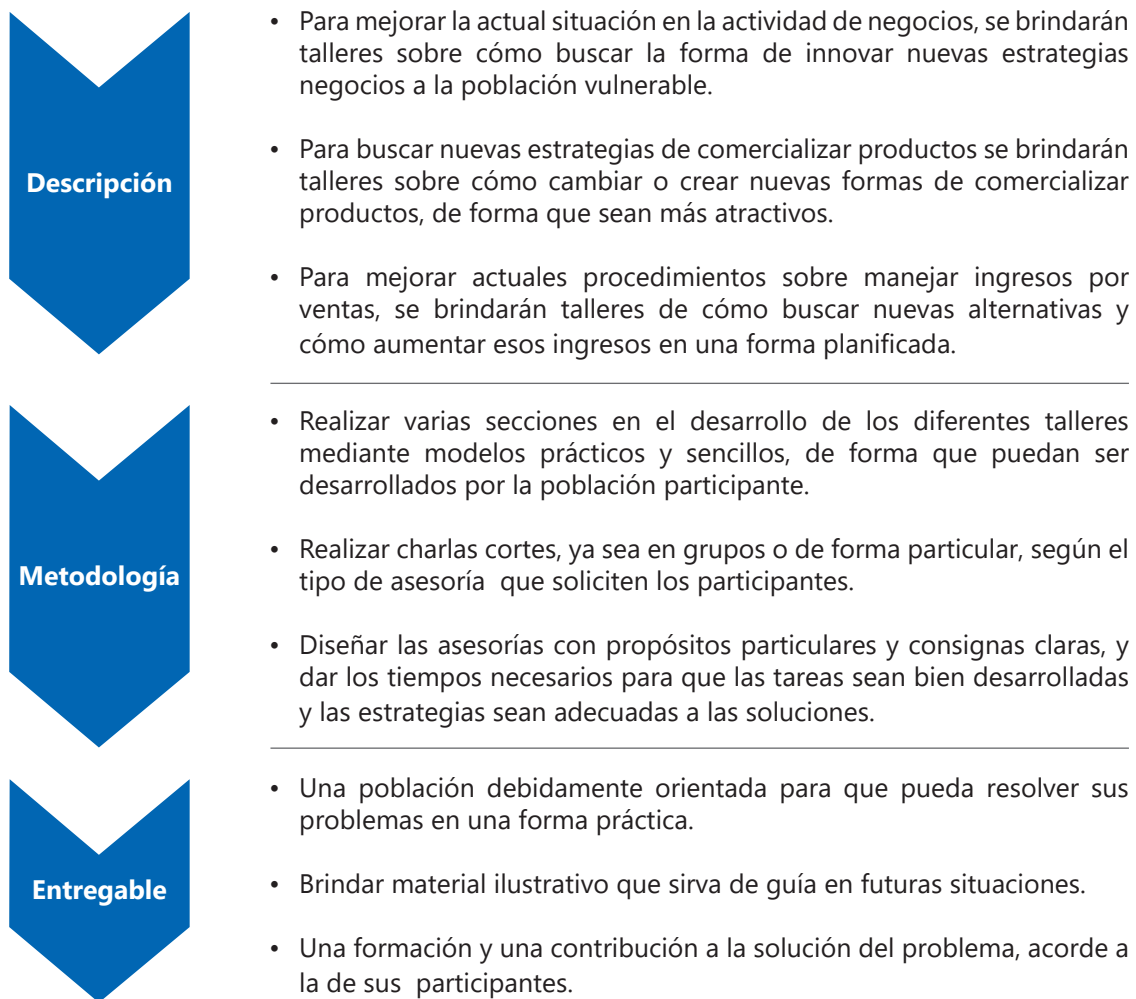 • Para mejorar la actual situación en la actividad de negocios, se brindarán
talleres sobre cómo buscar la forma de innovar nuevas estrategias
negocios a la población vulnerable.
Descripción
• Para buscar nuevas estrategias de comercializar productos se brindarán
talleres sobre cómo cambiar o crear nuevas formas de comercializar
productos, de forma que sean más atractivos.
• Para mejorar actuales procedimientos sobre manejar ingresos por
ventas, se brindarán talleres de cómo buscar nuevas alternativas y
cómo aumentar esos ingresos en una forma planificada.
• Realizar varias secciones en el desarrollo de los diferentes talleres
mediante modelos prácticos y sencillos, de forma que puedan ser
desarrollados por la población participante.
Metodología
• Realizar charlas cortes, ya sea en grupos o de forma particular, según el
tipo de asesoría que soliciten los participantes.
• Diseñar las asesorías con propósitos particulares y consignas claras, y
dar los tiempos necesarios para que las tareas sean bien desarrolladas
y las estrategias sean adecuadas a las soluciones.
• Una población debidamente orientada para que pueda resolver sus
problemas en una forma práctica.
Entregable
• Brindar material ilustrativo que sirva de guía en futuras situaciones.
• Una formación y una contribución a la solución del problema, acorde a
la de sus participantes.